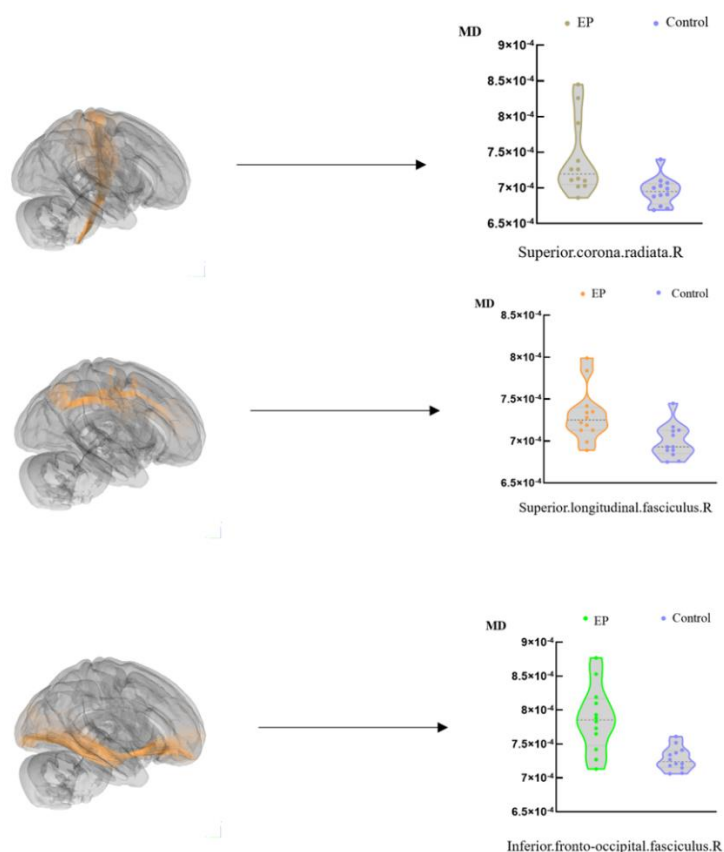 MD
EP Control
9×10-4
8.5×10-4
8×10-4
7.5×10-4
7×10-4
6.5×10-4
Superior.corona.radiata.R
MD
EP Control
8.5×10-4
8×10-4
7.5×10-4
7×10-4
6.5×10-4
Superior.longitudinal.fasciculus.R
MD
EP Control
9×10-4
8.5×10-4
8×10-4
7.5×10-4
7×10-4
6.5×10-4
Inferior.fronto-occipital.fasciculus.R